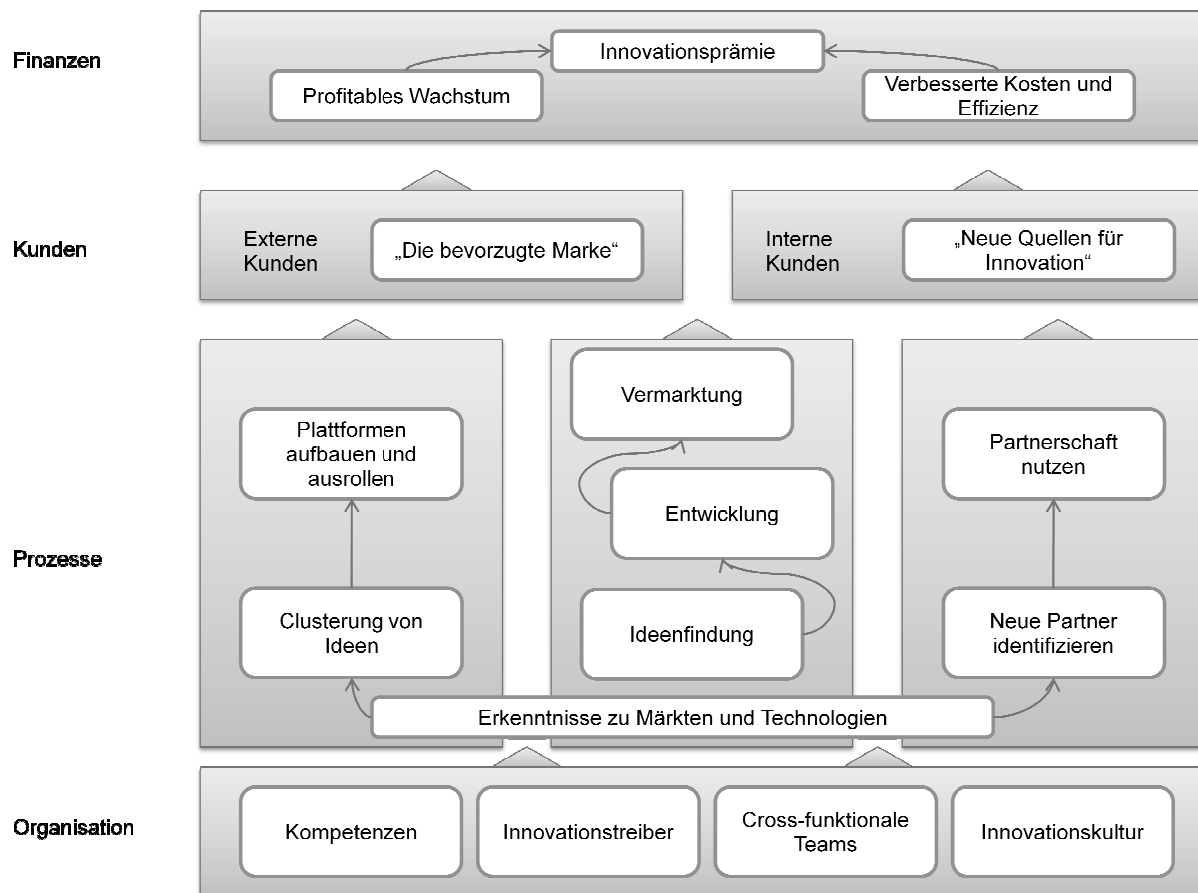 Finanzen
Innovationsprämie
Profitables Wachstum
Verbesserte Kosten und
Effizienz
Kunden
Externe
Kunden
„Die bevorzugte Marke“
Interne
Kunden
„Neue Quellen für
Innovation“
Prozesse
Plattformen
aufbauen und
ausrollen
Clusterung von
Ideen
Vermarktung
Entwicklung
Ideenfindung
Partnerschaft
nutzen
Neue Partner
identifizieren
Erkenntnisse zu Märkten und Technologien
Organisation
Kompetenzen
Innovationstreiber
Cross-funktionale
Teams
Innovationskultur